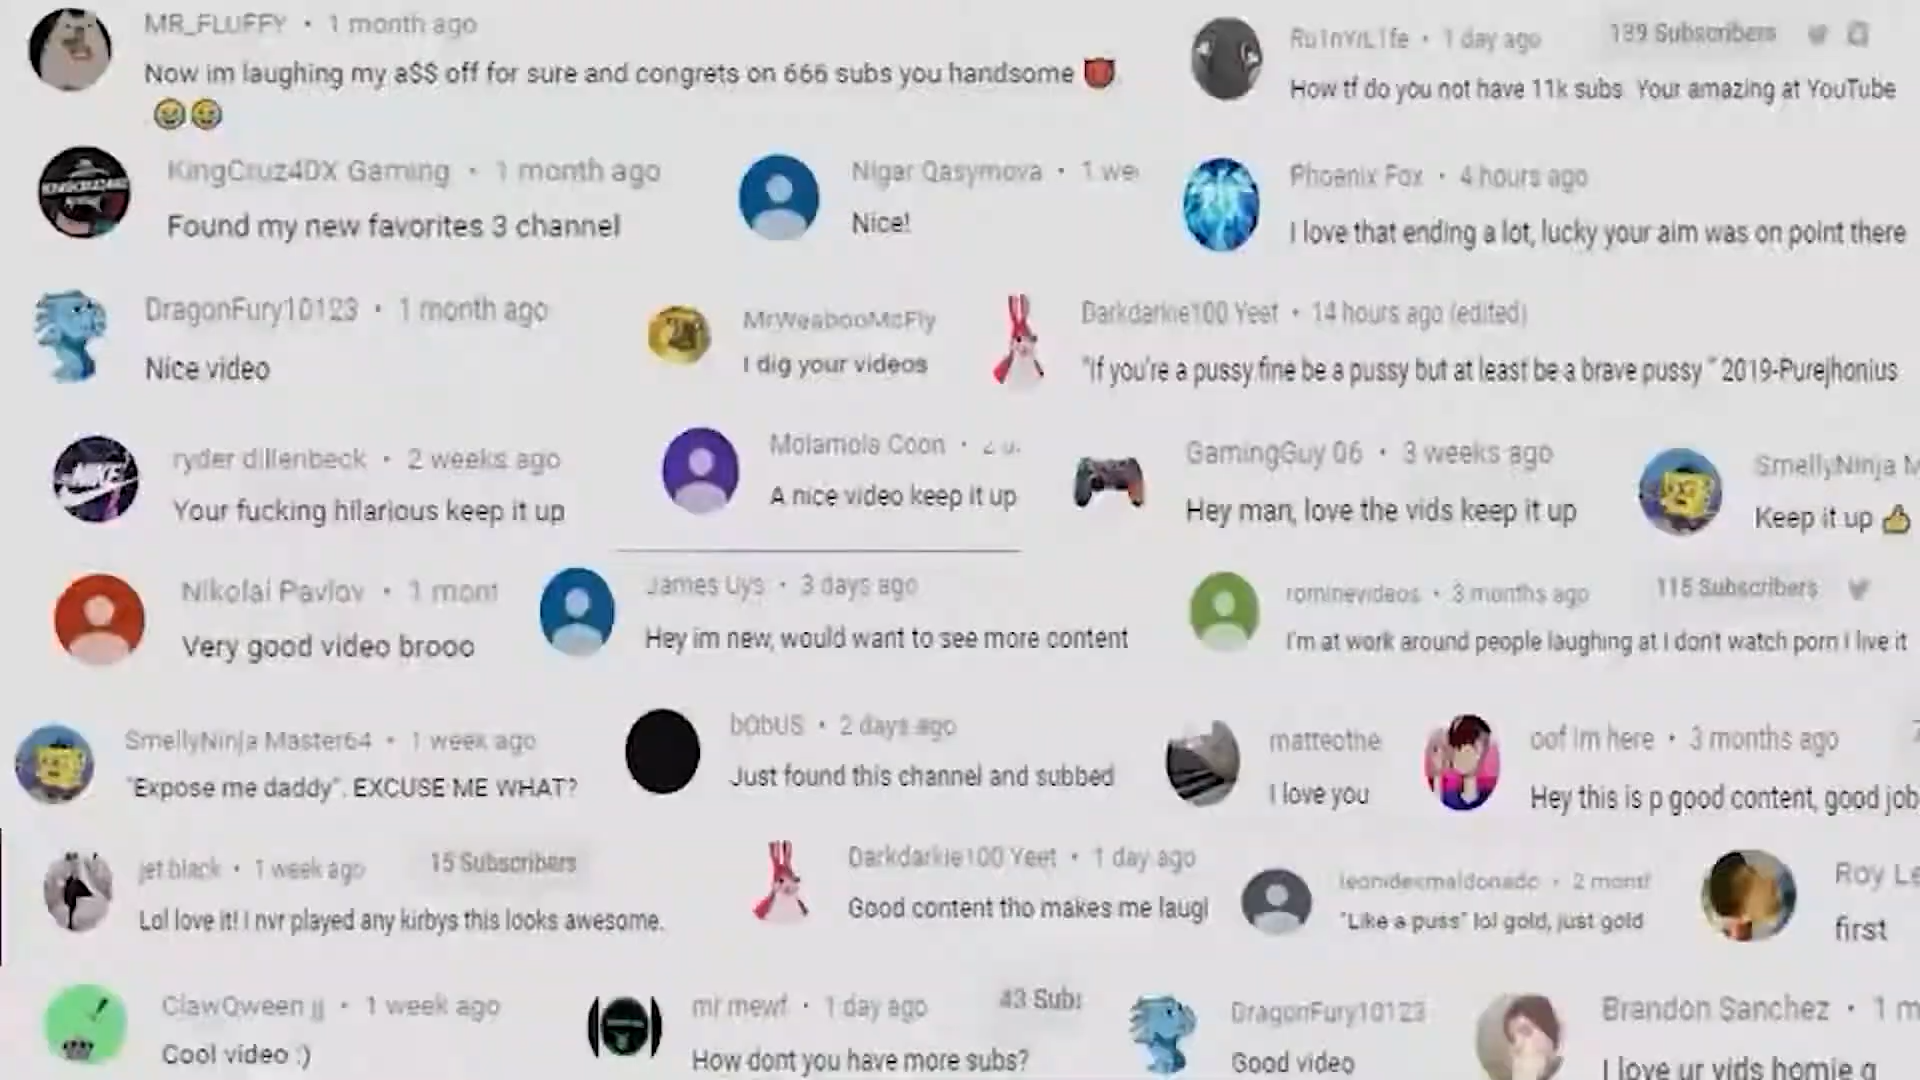 MR_FLUFFY • 1 month ago
Now im laughing my a$$ off for sure and congrets on 666 subs you handsome
Ru1nYrL1fe • 1 day ago 139 Subscribers
How tf do you not have 11k subs Your amazing at YouTube
KingCruz4DX Gaming • 1 month ago
Found my new favorites 3 channel
Nigar Qasymova • 1 we
Nice!
Phoenix Fox • 4 hours ago
I love that ending a lot, lucky your aim was on point there
DragonFury10123 • 1 month ago
Nice video
MrWeabooMcFly
I dig your videos
Darkdarkie100 Yeet • 14 hours ago (edited)
"If you're a pussy fine be a pussy but at least be a brave pussy " 2019-Purejhonius
ryder dillenbeck • 2 weeks ago
Your fucking hilarious keep it up
Molamola Coon •
A nice video keep it up
GamingGuy 06 • 3 weeks ago
Hey man, love the vids keep it up
SmellyNinja M
Keep it up
Nikolai Pavlov • 1 mont
Very good video brooo
James Uys • 3 days ago
Hey im new, would want to see more content
rominevideos • 3 months ago 115 Subscribers
I'm at work around people laughing at I don't watch porn I live it
SmellyNinja Master64 • 1 week ago
"Expose me daddy". EXCUSE ME WHAT?
b0bUS • 2 days ago
Just found this channel and subbed
matteothe
I love you
oof im here • 3 months ago
Hey this is p good content, good job
jet black • 1 week ago 15 Subscribers
Lol love it! I nvr played any kirbys this looks awesome.
Darkdarkie100 Yeet • 1 day ago
Good content tho makes me laugl
leonidesmaldonado • 2 mont
"Like a puss" lol gold, just gold
Roy Le
first
ClawQween jj • 1 week ago
Cool video :)
mr mewf • 1 day ago 43 Subs
How dont you have more subs?
DragonFury10123
Good video
Brandon Sanchez • 1 m
I love ur vids homie g